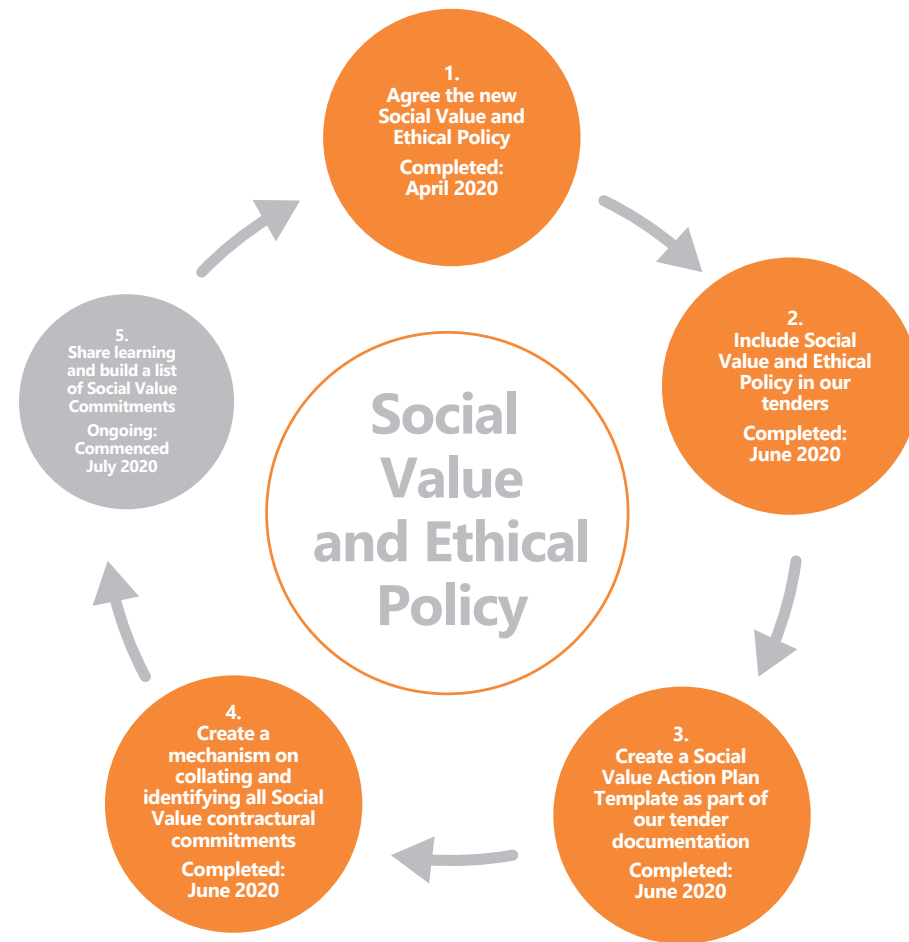 1.
Agree the new
Social Value and
Ethical Policy
Completed:
April 2020
2.
Include Social
Value and Ethical
Policy in our
tenders
Completed:
June 2020
3.
Create a Social
Value Action Plan
Template as part of
our tender
documentation
Completed:
June 2020
4.
Create a
mechanism on
collating and
identifying all Social
Value contractural
commitments
Completed:
June 2020
5.
Share learning
and build a list
of Social Value
Commitments
Ongoing:
Commenced
July 2020
Social
Value
and Ethical
Policy